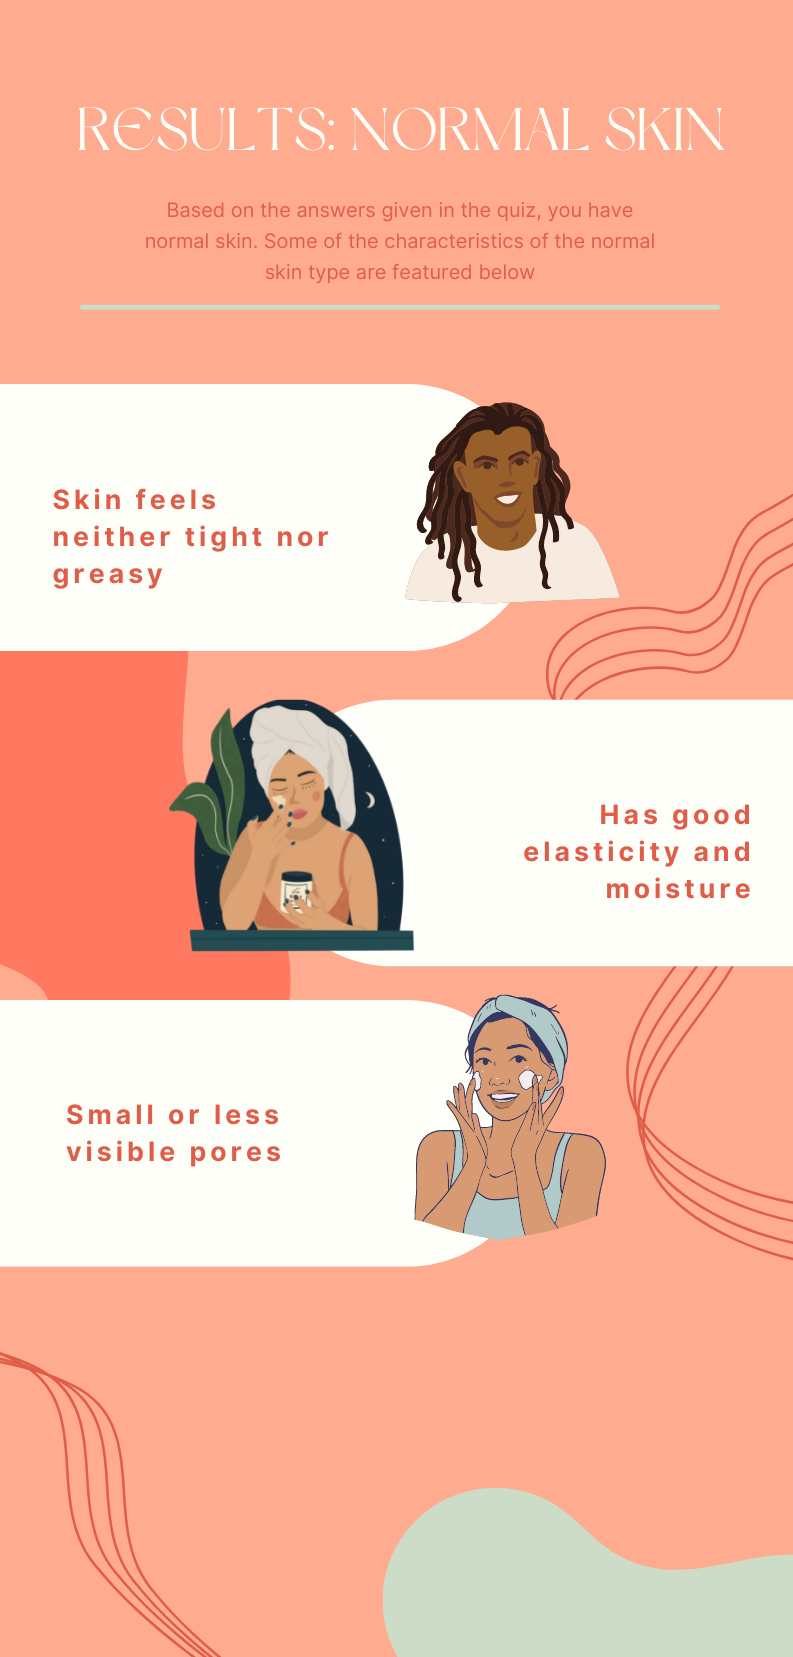 RESULTS: NORMAL SKIN
Based on the answers given in the quiz, you have
normal skin. Some of the characteristics of the normal
skin type are featured below
Skin feels
neither tight nor
greasy
Has good
elasticity and
moisture
Small or less
visible pores